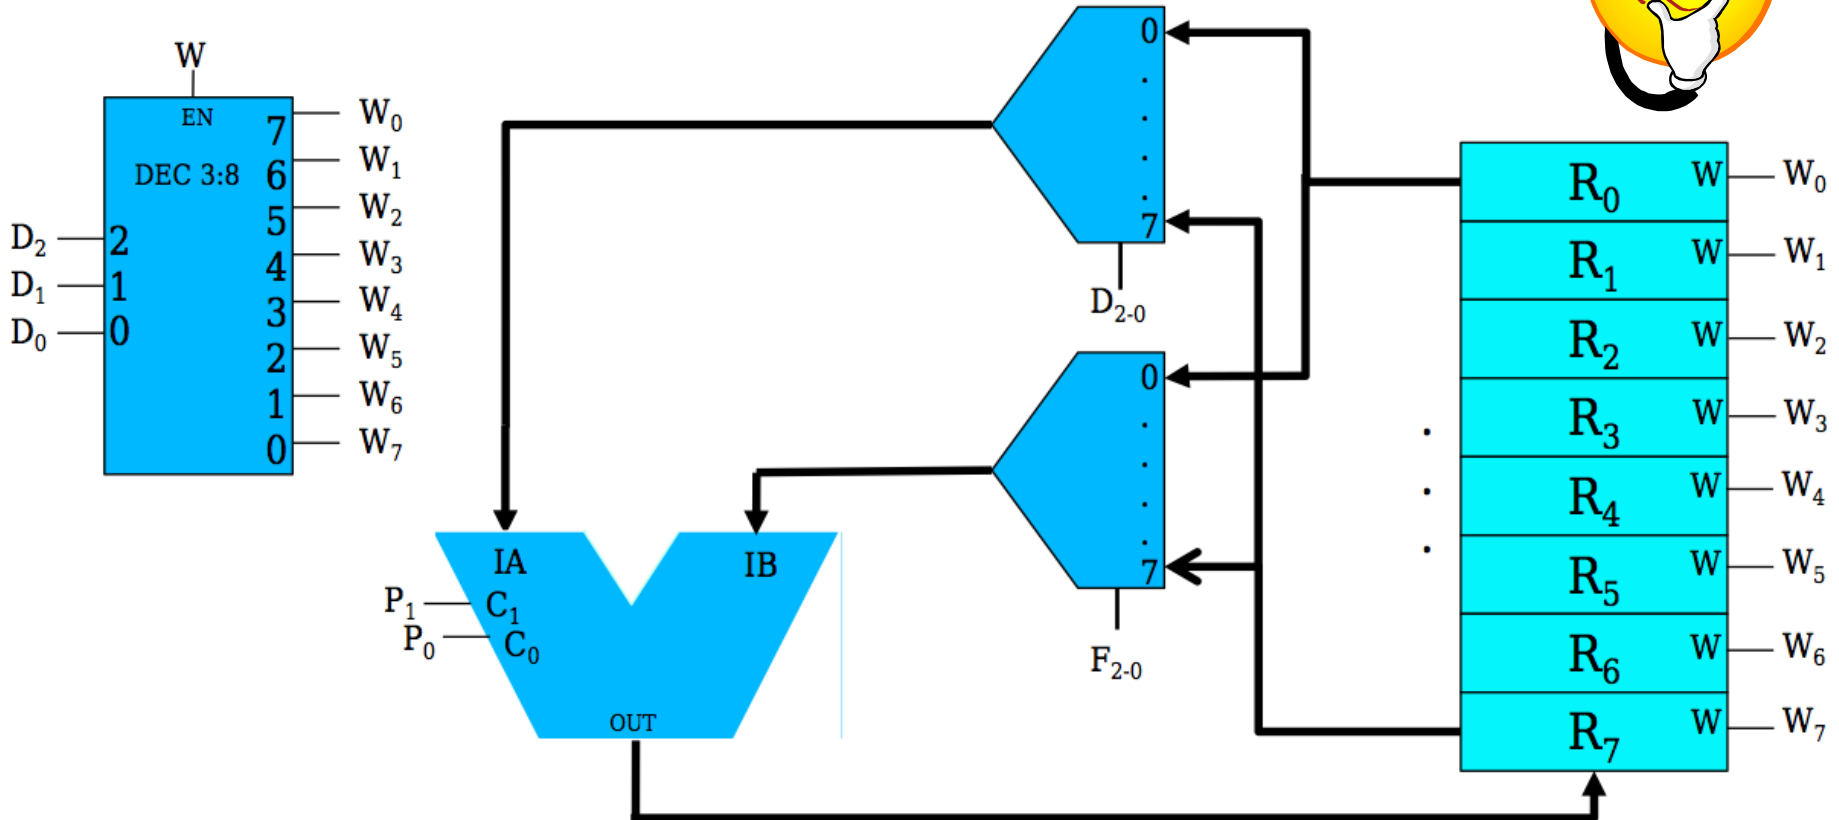 W
EN
DEC 3:8
7 W₀
6 W₁
5 W₂
4 W₃
3 W₄
2 W₅
1 W₆
0 W₇
D₂ 2
D₁ 1
D₀ 0
0
.
.
.
.
7
D₂₋₀
0
.
.
.
.
7
F₂₋₀
IA
IB
P₁ C₁
P₀ C₀
OUT
.
.
.
R₀ W W₀
R₁ W W₁
R₂ W W₂
R₃ W W₃
R₄ W W₄
R₅ W W₅
R₆ W W₆
R₇ W W₇